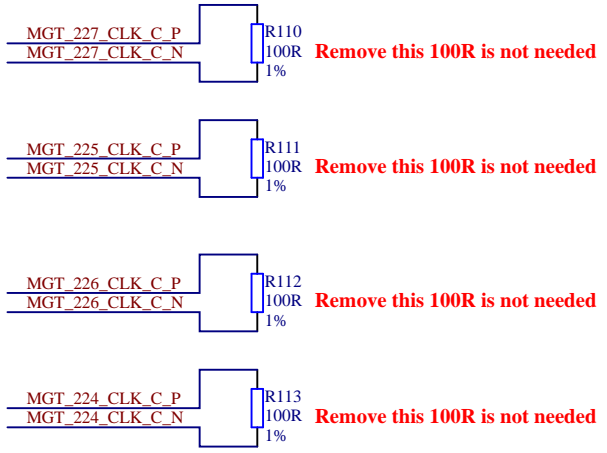 MGT_227_CLK_C_P
MGT_227_CLK_C_N
R110
100R
1%
Remove this 100R is not needed
MGT_225_CLK_C_P
MGT_225_CLK_C_N
R111
100R
1%
Remove this 100R is not needed
MGT_226_CLK_C_P
MGT_226_CLK_C_N
R112
100R
1%
Remove this 100R is not needed
MGT_224_CLK_C_P
MGT_224_CLK_C_N
R113
100R
1%
Remove this 100R is not needed